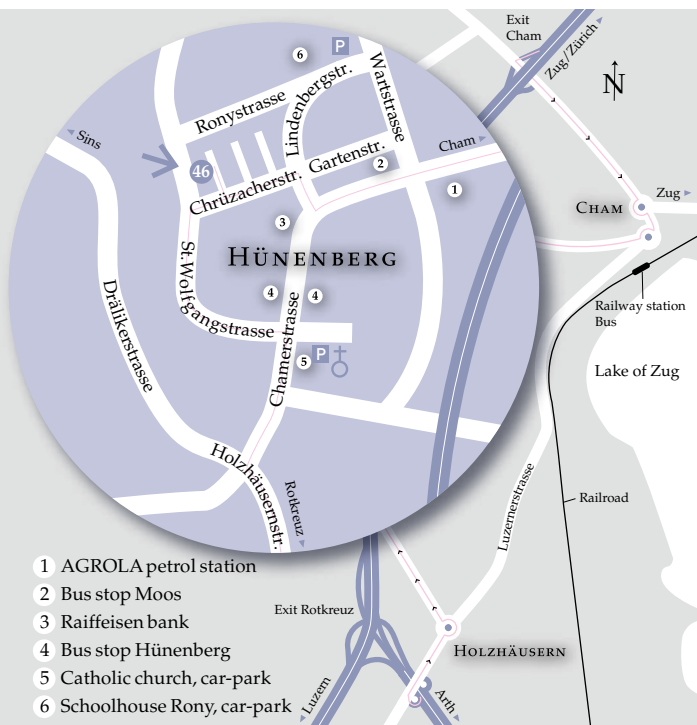 Exit
Cham
Zug/Zürich
N
P
6
Ronystrasse
Lindenbergstr.
Wartstrasse
Sins
46
Gartenstr.
2
Cham
1
Chrüzacherstr.
3
CHAM
Zug
HÜNENBERG
St. Wolfgangstrasse
4
4
Chamerstrasse
Drälikerstrasse
P
5
Railway station
Bus
Lake of Zug
Holzhäusernstr.
Rotkreuz
Luzernerstrasse
Railroad
1 AGROLA petrol station
2 Bus stop Moos
3 Raiffeisen bank
4 Bus stop Hünenberg
5 Catholic church, car-park
6 Schoolhouse Rony, car-park
Exit Rotkreuz
HOLZHÄUSERN
Luzern
Arth